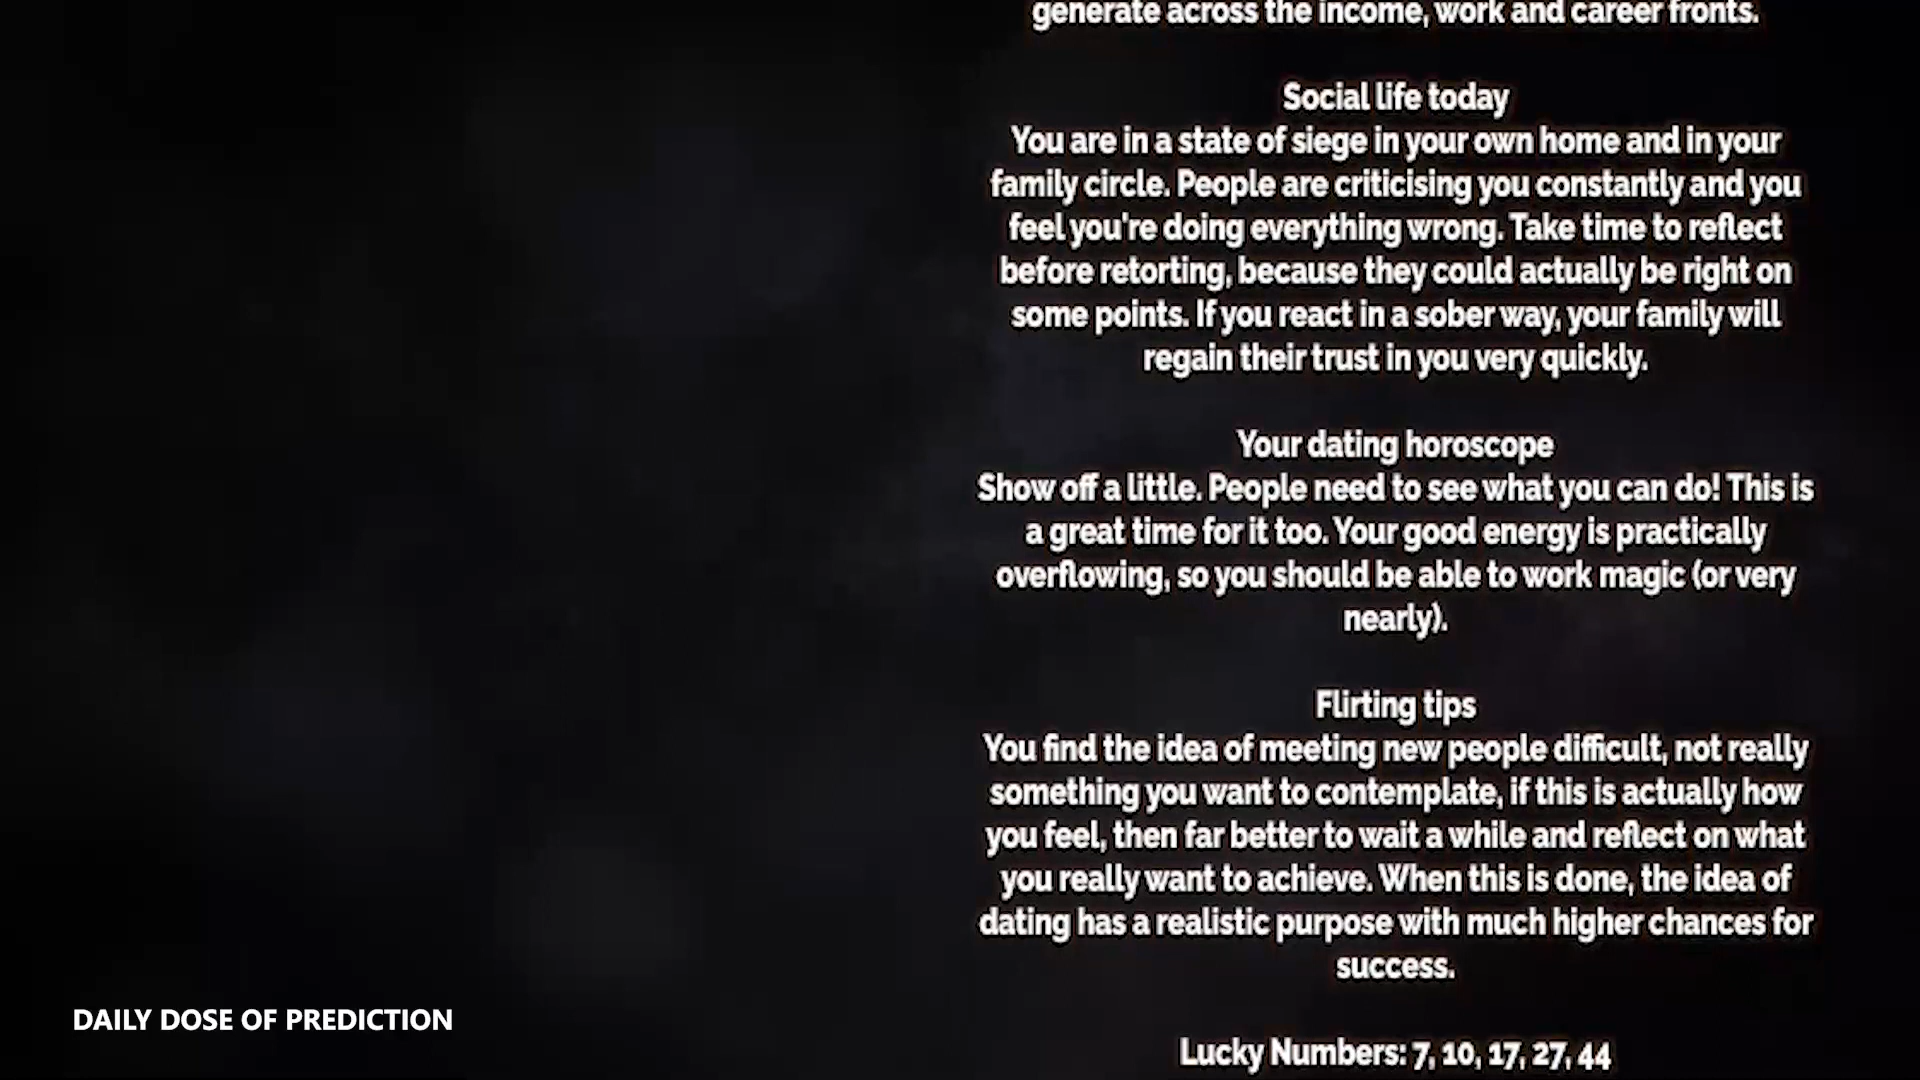 generate across the income, work and career fronts.
Social life today
You are in a state of siege in your own home and in your
family circle. People are criticising you constantly and you
feel you're doing everything wrong. Take time to reflect
before retorting, because they could actually be right on
some points. If you react in a sober way, your family will
regain their trust in you very quickly.
Your dating horoscope
Show off a little. People need to see what you can do! This is
a great time for it too. Your good energy is practically
overflowing, so you should be able to work magic (or very
nearly).
Flirting tips
You find the idea of meeting new people difficult, not really
something you want to contemplate, if this is actually how
you feel, then far better to wait a while and reflect on what
you really want to achieve. When this is done, the idea of
dating has a realistic purpose with much higher chances for
success.
Lucky Numbers: 7, 10, 17, 27, 44
DAILY DOSE OF PREDICTION